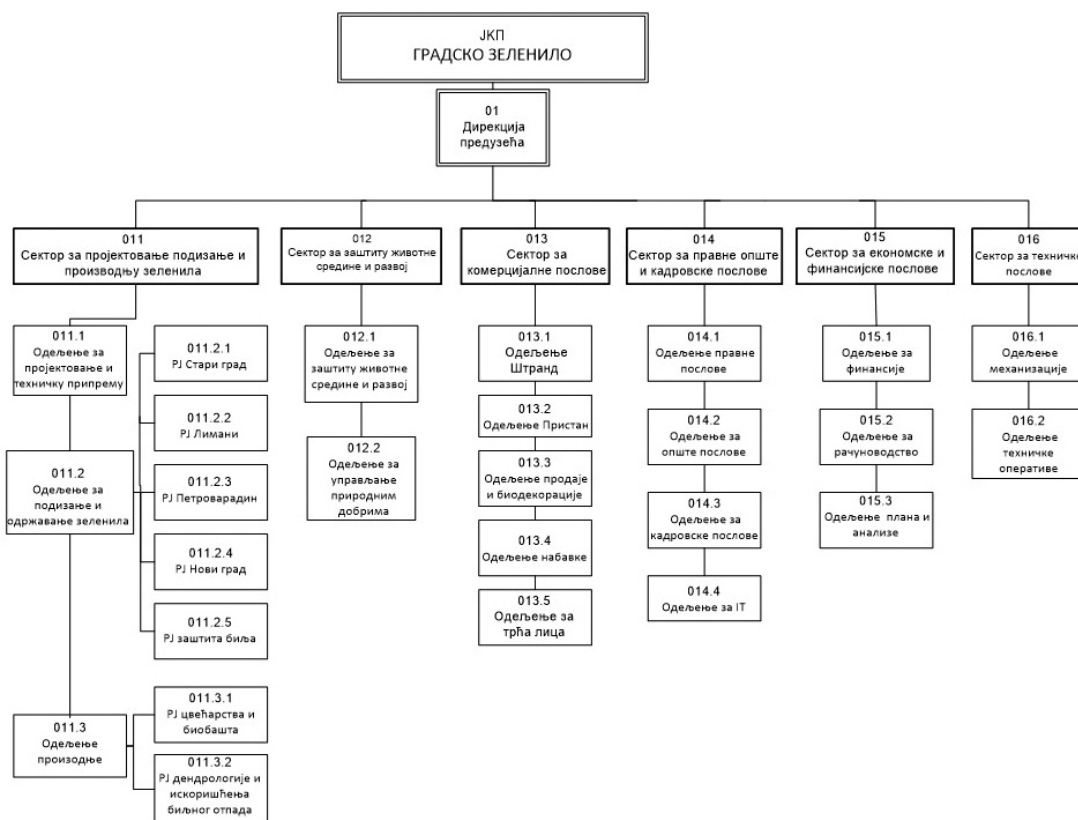 ЈКП
ГРАДСКО ЗЕЛЕНИЛО
01
Дирекција
предузећа
011
Сектор за пројектовање подизање и
производњу зеленила
012
Сектор за заштиту животне
средине и развој
013
Сектор за
комерцијалне послове
014
Сектор за правне опште
и кадровске послове
015
Сектор за економске и
финансијске послове
016
Сектор за техничке
послове
011.1
Одељење за
пројектовање и
техничку припрему
011.2
Одељење за
подизање и
одржавање зеленила
011.3
Одељење
произодње
011.2.1
РЈ Стари град
011.2.2
РЈ Лимани
011.2.3
РЈ Петроварадин
011.2.4
РЈ Нови град
011.2.5
РЈ заштита биља
011.3.1
РЈ цвећарства и
биобашта
011.3.2
РЈ дендрологије и
искоришћења
биљног отпада
012.1
Одељење за
заштиту животне
средине и развој
012.2
Одељење за
управљање
природним
добрима
013.1
Одељење
Штранд
013.2
Одељење Пристан
013.3
Одељење продаје
и биодекорације
013.4
Одељење набавке
013.5
Одељење за
трћа лица
014.1
Одељење правне
послове
014.2
Одељење за
опште послове
014.3
Одељење за
кадровске послове
014.4
Одељење за IT
015.1
Одељење за
финансије
015.2
Одељење за
рачуноводство
015.3
Одељење плана и
анализе
016.1
Одељење
механизације
016.2
Одељење
техничке
оперативе